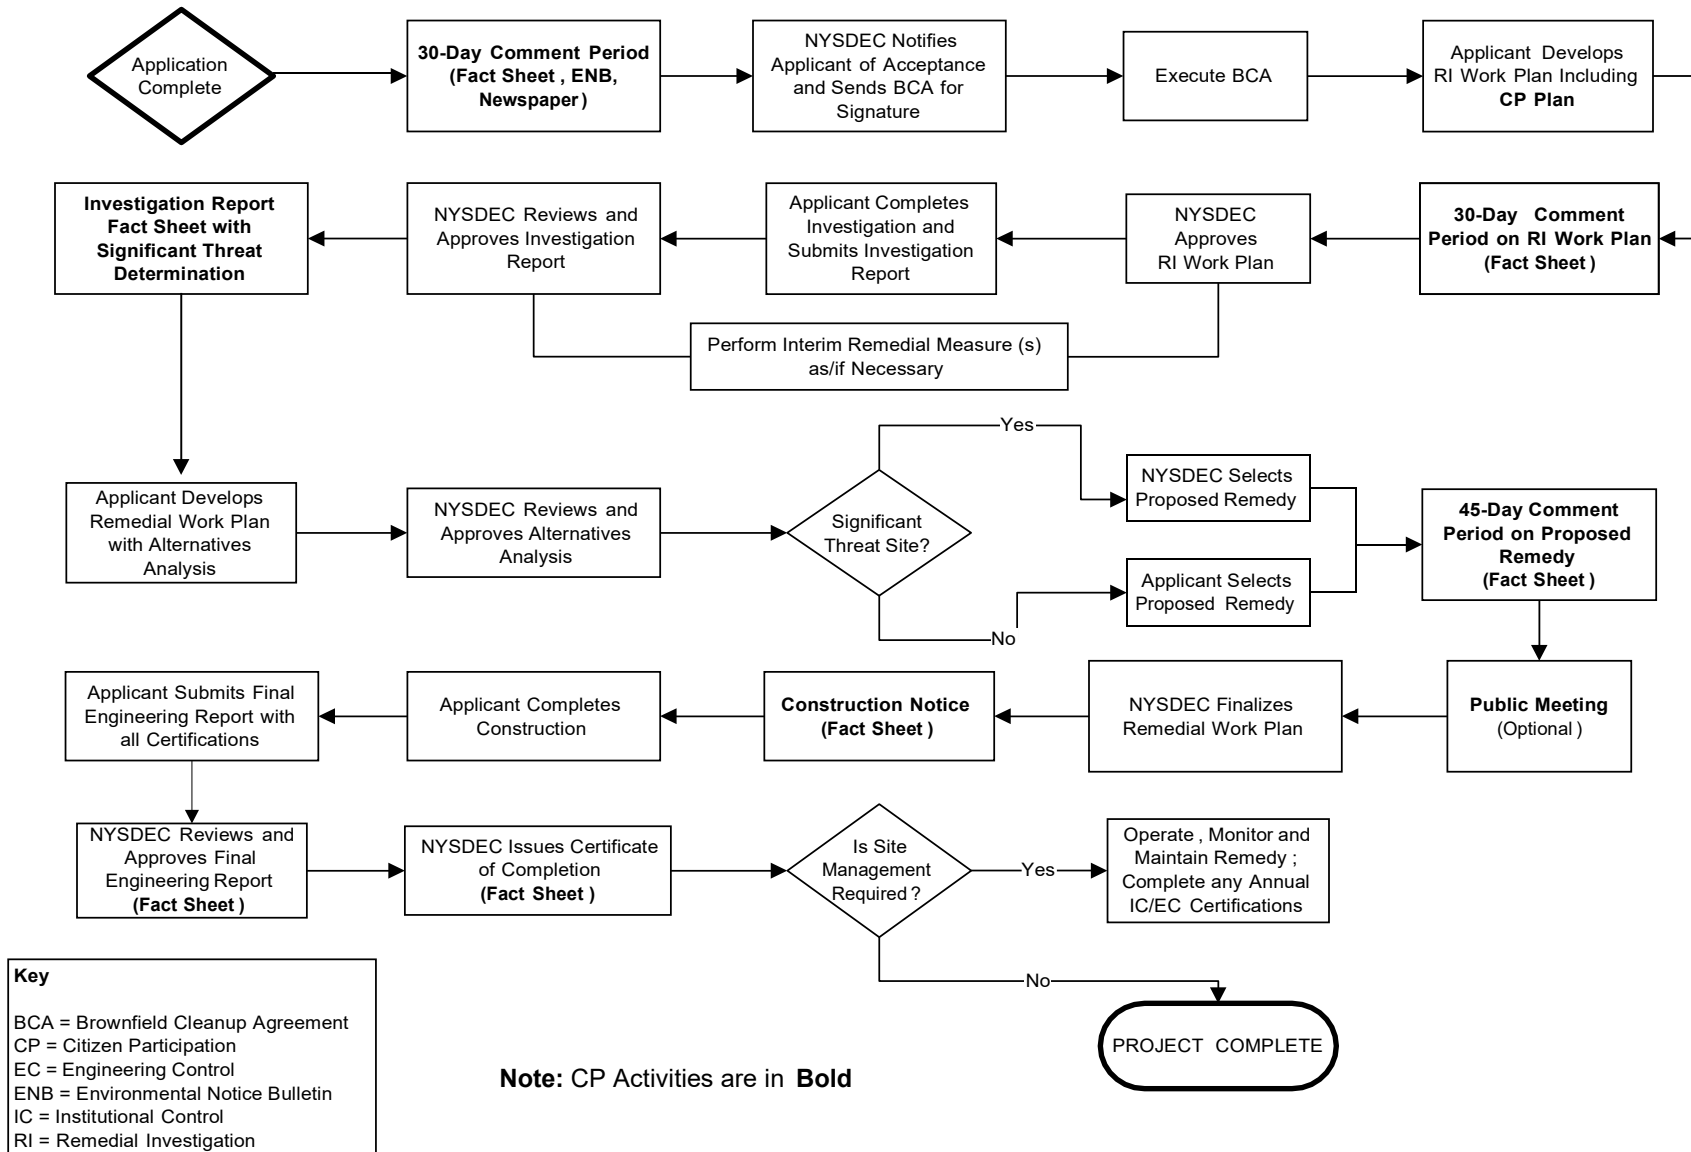 Application
Complete
30-Day Comment Period
(Fact Sheet , ENB,
Newspaper )
NYSDEC Notifies
Applicant of Acceptance
and Sends BCA for
Signature
Execute BCA
Applicant Develops
RI Work Plan Including
CP Plan
Investigation Report
Fact Sheet with
Significant Threat
Determination
NYSDEC Reviews and
Approves Investigation
Report
Applicant Completes
Investigation and
Submits Investigation
Report
NYSDEC
Approves
RI Work Plan
30-Day Comment
Period on RI Work Plan
(Fact Sheet )
Perform Interim Remedial Measure (s)
as/if Necessary
Applicant Develops
Remedial Work Plan
with Alternatives
Analysis
NYSDEC Reviews and
Approves Alternatives
Analysis
Significant
Threat Site?
Yes
No
NYSDEC Selects
Proposed Remedy
Applicant Selects
Proposed Remedy
45-Day Comment
Period on Proposed
Remedy
(Fact Sheet )
Applicant Submits Final
Engineering Report with
all Certifications
Applicant Completes
Construction
Construction Notice
(Fact Sheet )
NYSDEC Finalizes
Remedial Work Plan
Public Meeting
(Optional )
NYSDEC Reviews and
Approves Final
Engineering Report
(Fact Sheet )
NYSDEC Issues Certificate
of Completion
(Fact Sheet )
Is Site
Management
Required ?
Yes
Operate , Monitor and
Maintain Remedy ;
Complete any Annual
IC/EC Certifications
No
PROJECT COMPLETE
Key
BCA = Brownfield Cleanup Agreement
CP = Citizen Participation
EC = Engineering Control
ENB = Environmental Notice Bulletin
IC = Institutional Control
RI = Remedial Investigation
Note: CP Activities are in Bold